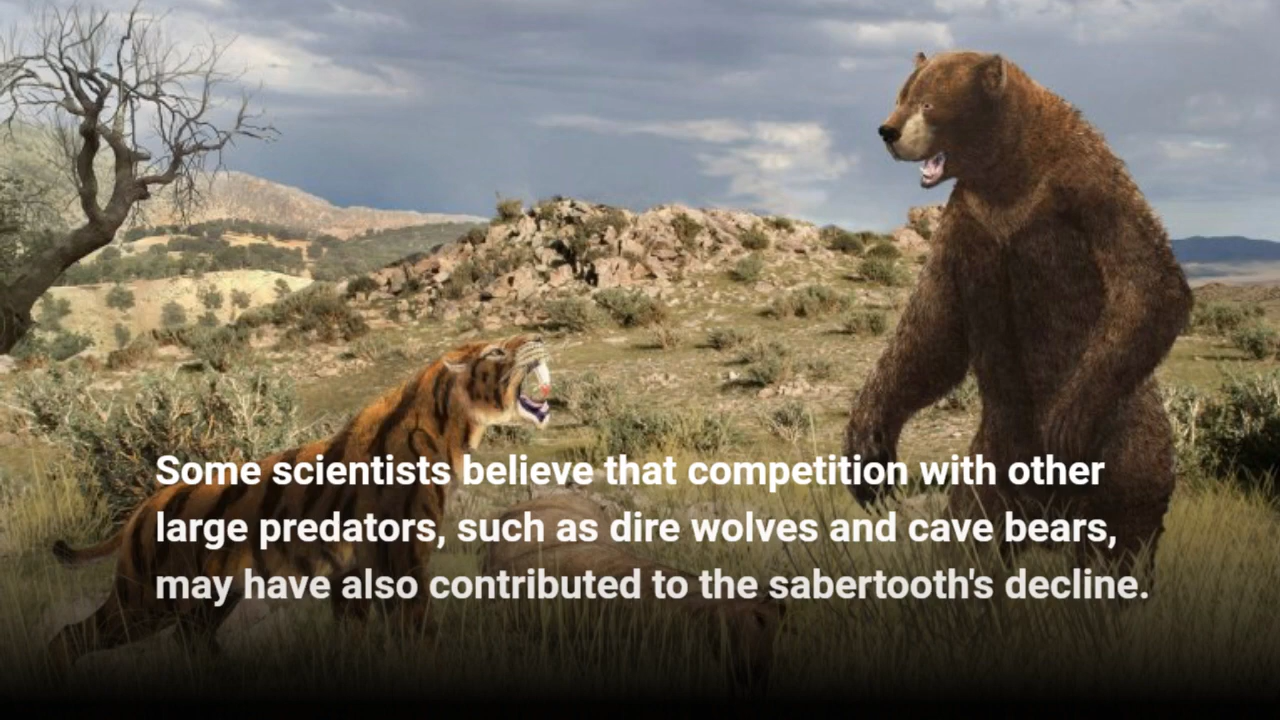 Some scientists believe that competition with other
large predators, such as dire wolves and cave bears,
may have also contributed to the sabertooth's decline.